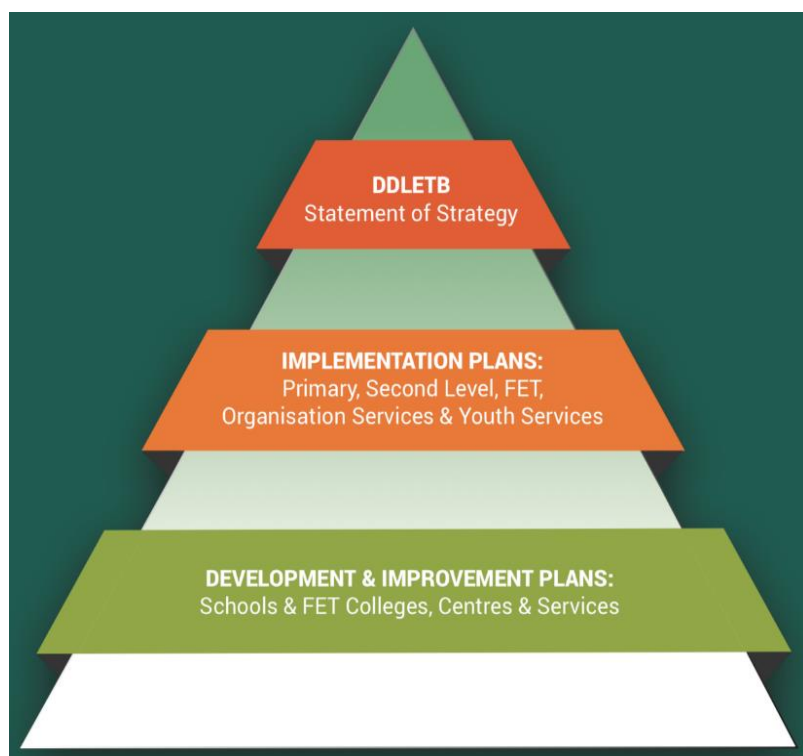 DDLETB
Statement of Strategy
IMPLEMENTATION PLANS:
Primary, Second Level, FET,
Organisation Services & Youth Services
DEVELOPMENT & IMPROVEMENT PLANS:
Schools & FET Colleges, Centres & Services